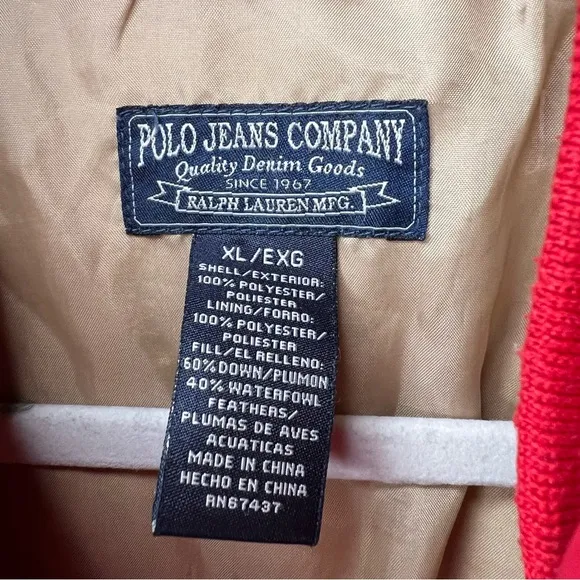 POLO JEANS COMPANY
Quality Denim Goods
SINCE 1967
RALPH LAUREN MFG.
XL/EXG
SHELL/EXTERIOR:
100% POLYESTER/
POLIESTER
LINING/FORRO:
100% POLYESTER/
POLIESTER
FILL/EL RELLENO:
60% DOWN/PLUMON
40% WATERFOWL
FEATHERS/
PLUMAS DE AVES
ACUATICAS
MADE IN CHINA
HECHO EN CHINA
RN67437